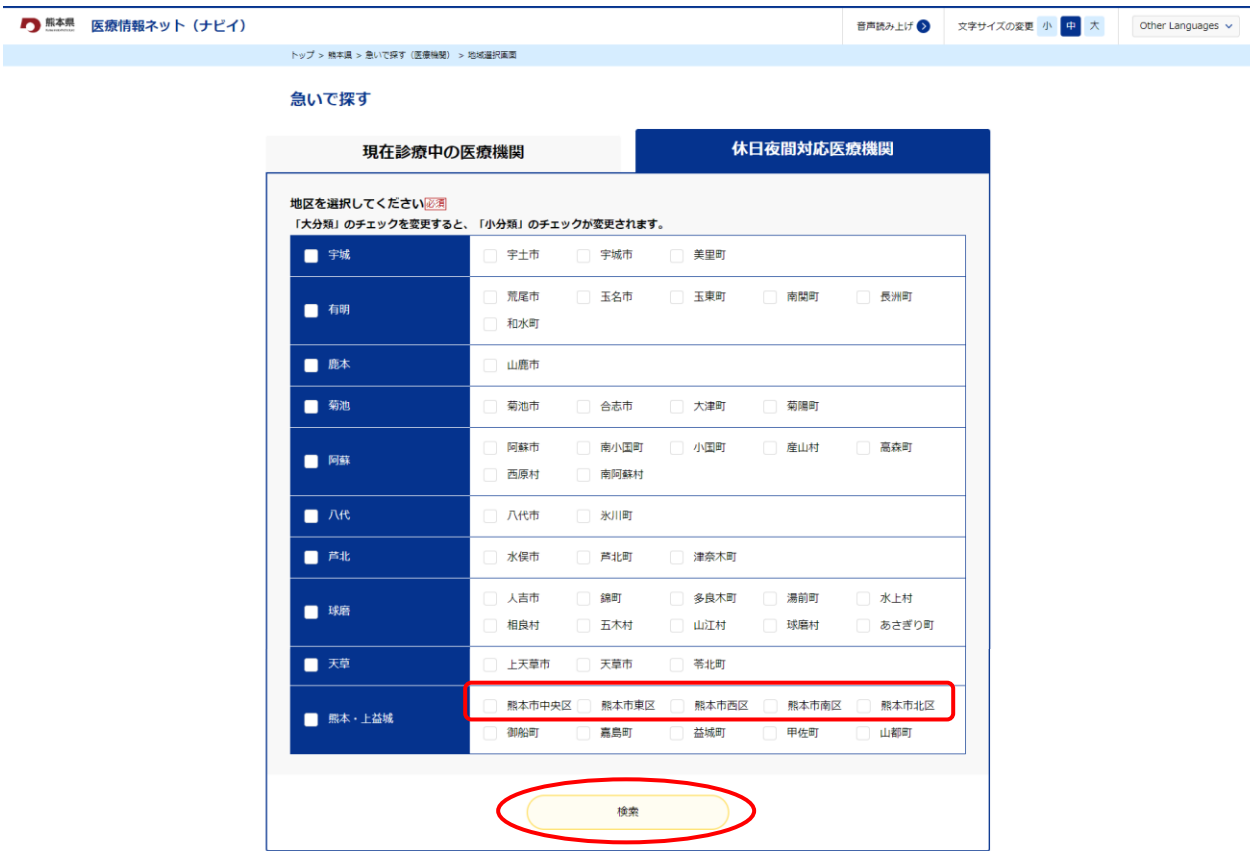 熊本県 医療情報ネット（ナビイ） 音声読み上げ 文字サイズの変更 小 中 大 Other Languages
トップ > 熊本県 > 急いで探す（医療機関） > 地域選択画面
急いで探す
現在診療中の医療機関 休日夜間対応医療機関
地区を選択してください 必須
「大分類」のチェックを変更すると、「小分類」のチェックが変更されます。
宇城 宇土市 宇城市 美里町
有明 荒尾市 玉名市 玉東町 南関町 長洲町
和水町
鹿本 山鹿市
菊池 菊池市 合志市 大津町 菊陽町
阿蘇 阿蘇市 南小国町 小国町 産山村 高森町
西原村 南阿蘇村
八代 八代市 氷川町
芦北 水俣市 芦北町 津奈木町
球磨 人吉市 錦町 多良木町 湯前町 水上村
相良村 五木村 山江村 球磨村 あさぎり町
天草 上天草市 天草市 苓北町
熊本・上益城 熊本市中央区 熊本市東区 熊本市西区 熊本市南区 熊本市北区
御船町 嘉島町 益城町 甲佐町 山都町
検索